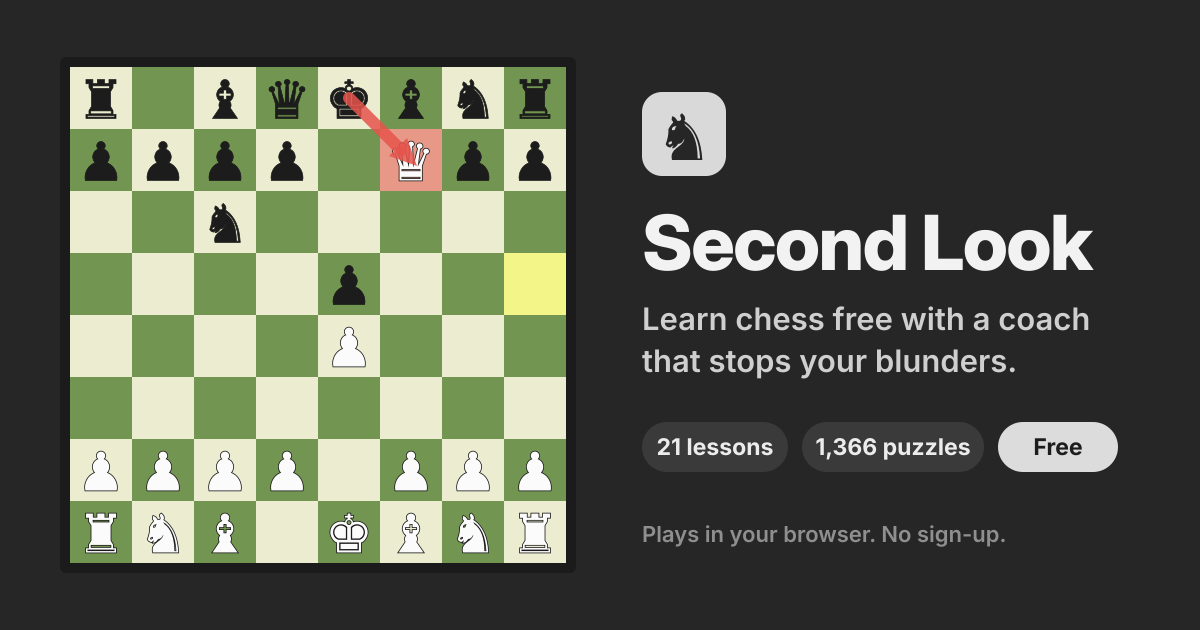 Second Look
Learn chess free with a coach
that stops your blunders.
21 lessons
1,366 puzzles
Free
Plays in your browser. No sign-up.